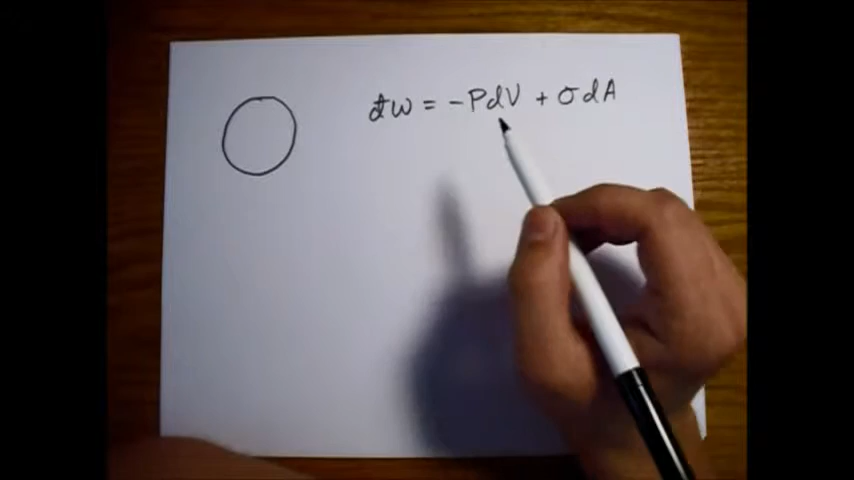 đW = -PdV + σdA